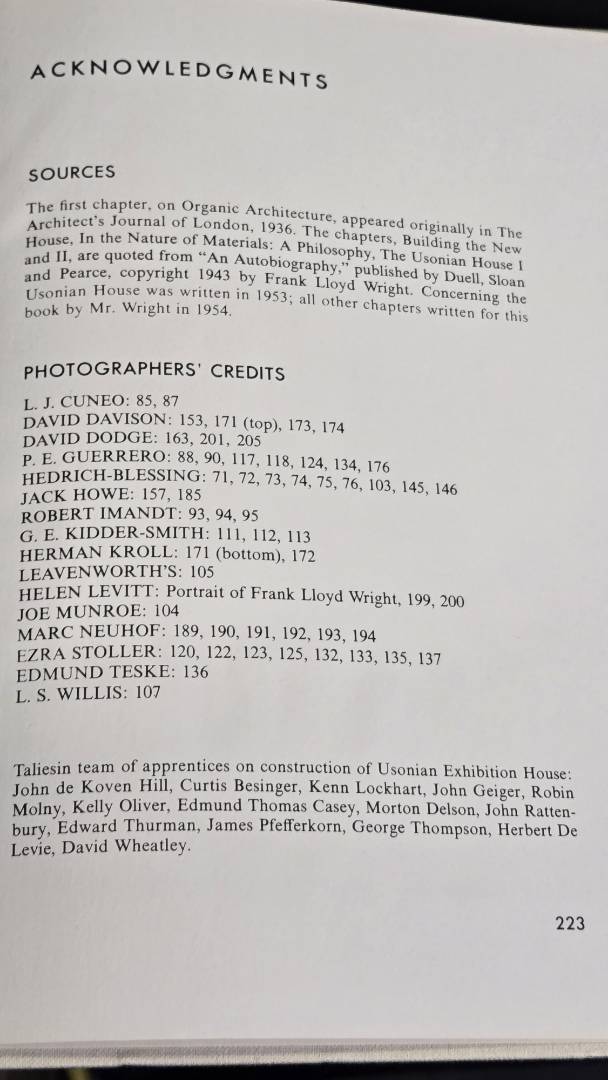 ACKNOWLEDGMENTS
SOURCES
The first chapter, on Organic Architecture, appeared originally in The
Architect's Journal of London, 1936. The chapters, Building the New
House, In the Nature of Materials: A Philosophy, The Usonian House I
and II, are quoted from “An Autobiography,” published by Duell, Sloan
and Pearce, copyright 1943 by Frank Lloyd Wright. Concerning the
Usonian House was written in 1953; all other chapters written for this
book by Mr. Wright in 1954.
PHOTOGRAPHERS' CREDITS
L. J. CUNEO: 85, 87
DAVID DAVISON: 153, 171 (top), 173, 174
DAVID DODGE: 163, 201, 205
P. E. GUERRERO: 88, 90, 117, 118, 124, 134, 176
HEDRICH-BLESSING: 71, 72, 73, 74, 75, 76, 103, 145, 146
JACK HOWE: 157, 185
ROBERT IMANDT: 93, 94, 95
G. E. KIDDER-SMITH: 111, 112, 113
HERMAN KROLL: 171 (bottom), 172
LEAVENWORTH'S: 105
HELEN LEVITT: Portrait of Frank Lloyd Wright, 199, 200
JOE MUNROE: 104
MARC NEUHOF: 189, 190, 191, 192, 193, 194
EZRA STOLLER: 120, 122, 123, 125, 132, 133, 135, 137
EDMUND TESKE: 136
L. S. WILLIS: 107
Taliesin team of apprentices on construction of Usonian Exhibition House:
John de Koven Hill, Curtis Besinger, Kenn Lockhart, John Geiger, Robin
Molny, Kelly Oliver, Edmund Thomas Casey, Morton Delson, John Ratten-
bury, Edward Thurman, James Pfefferkorn, George Thompson, Herbert De
Levie, David Wheatley.
223